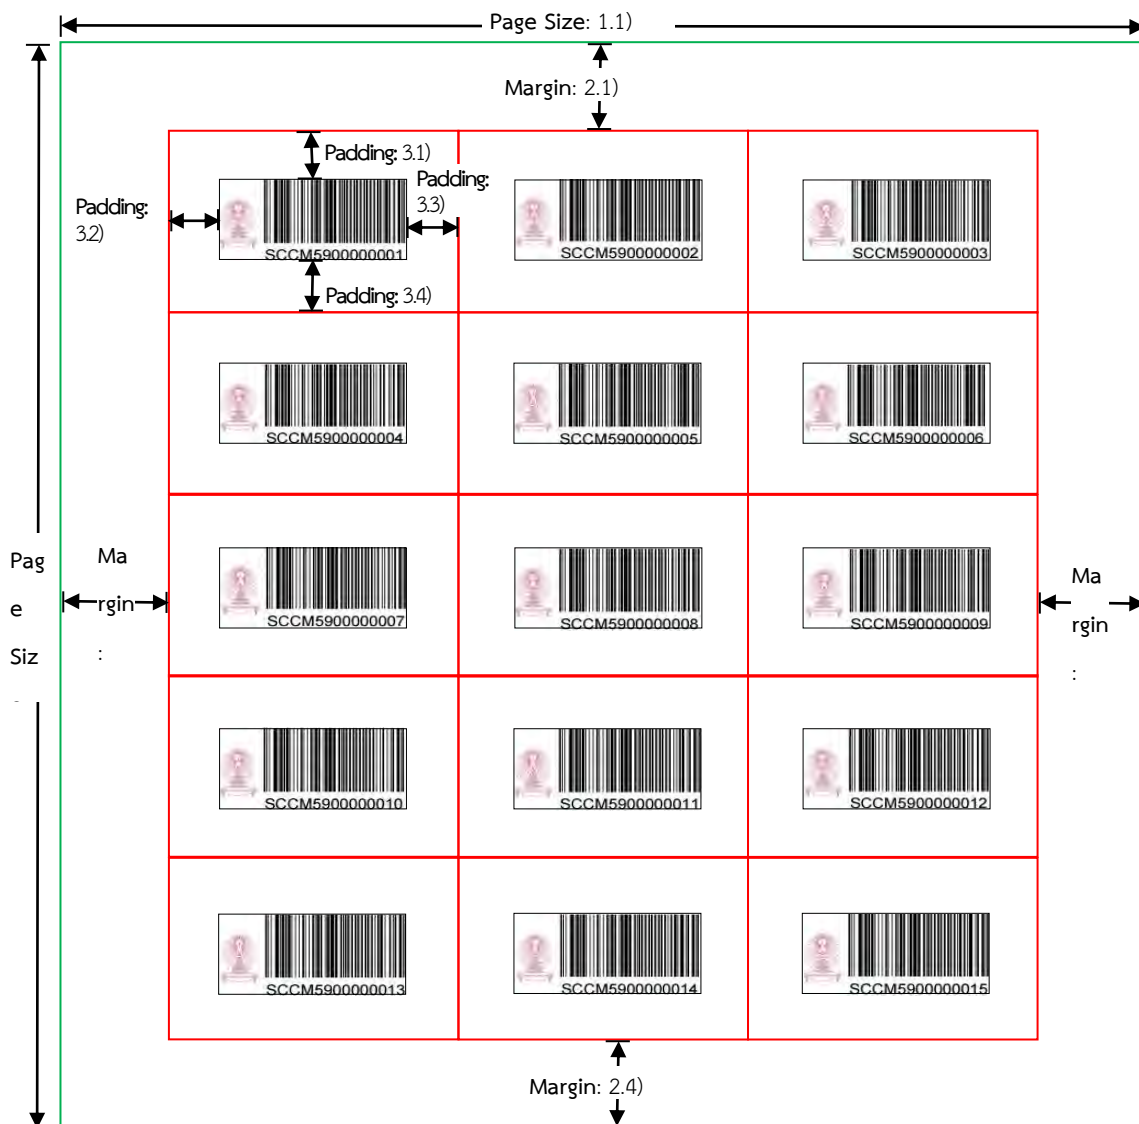 Page Size: 1.1)
Margin: 2.1)
Padding: 3.1)
Padding: 3.2)
Padding: 3.3)
SCCM5900000001
SCCM5900000002
SCCM5900000003
Padding: 3.4)
SCCM5900000004
SCCM5900000005
SCCM5900000006
Pag
e
Siz
Ma
rgin
:
Ma
rgin
:
SCCM5900000007
SCCM5900000008
SCCM5900000009
SCCM5900000010
SCCM5900000011
SCCM5900000012
SCCM5900000013
SCCM5900000014
SCCM5900000015
Margin: 2.4)